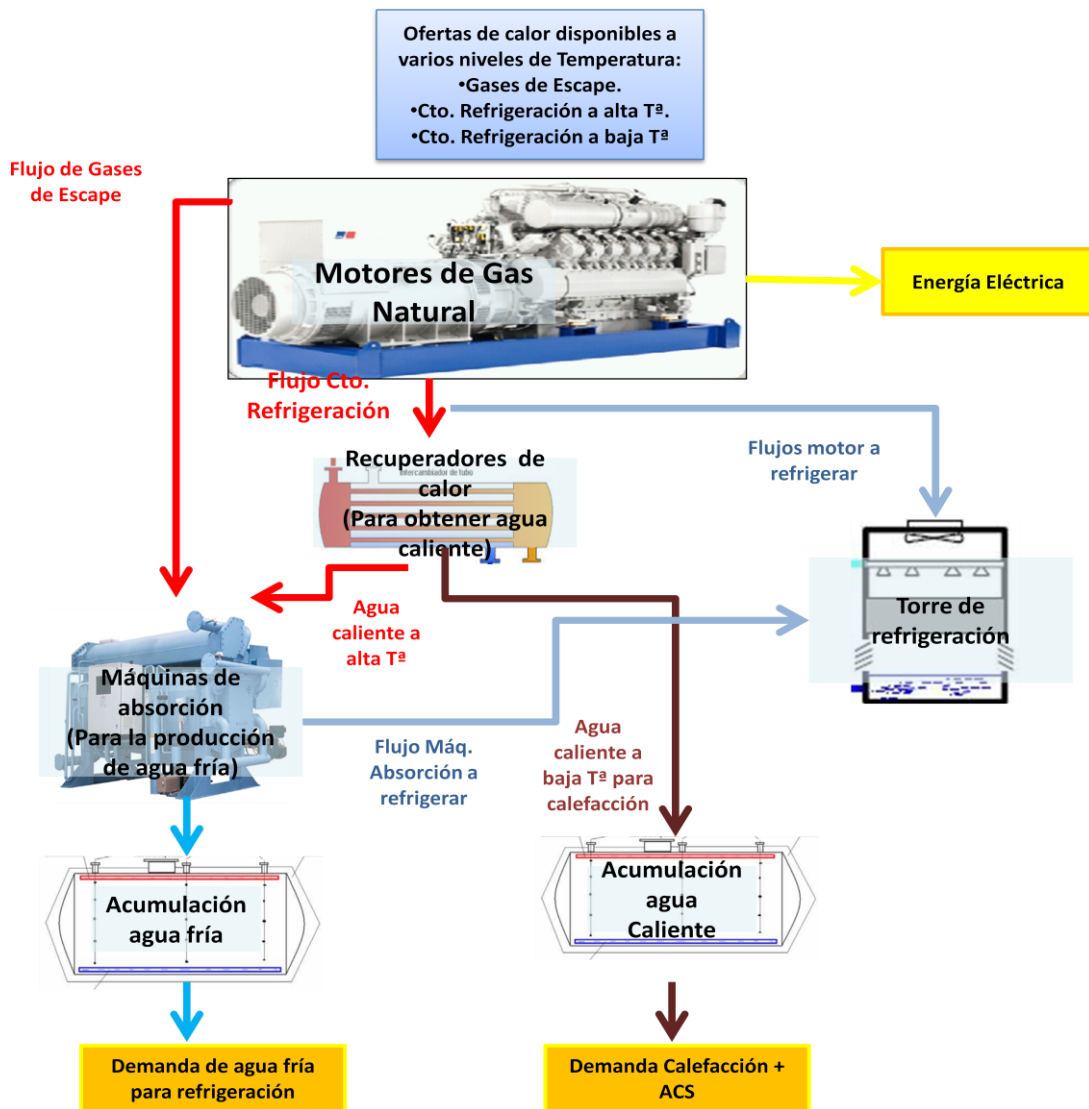 Ofertas de calor disponibles a
varios niveles de Temperatura:
•Gases de Escape.
•Cto. Refrigeración a alta Tª.
•Cto. Refrigeración a baja Tª
Flujo de Gases
de Escape
Motores de Gas
Natural
Energía Eléctrica
Flujo Cto.
Refrigeración
Flujos motor a
refrigerar
Recuperadores de
Intercambiador de tubo
calor
(Para obtener agua
caliente)
Agua
caliente a
alta Tª
Torre de
refrigeración
Máquinas de
absorción
(Para la producción
de agua fría)
Flujo Máq.
Absorción a
refrigerar
Agua
caliente a
baja Tª para
calefacción
Acumulación
agua fría
Acumulación
agua
Caliente
Demanda de agua fría
para refrigeración
Demanda Calefacción +
ACS